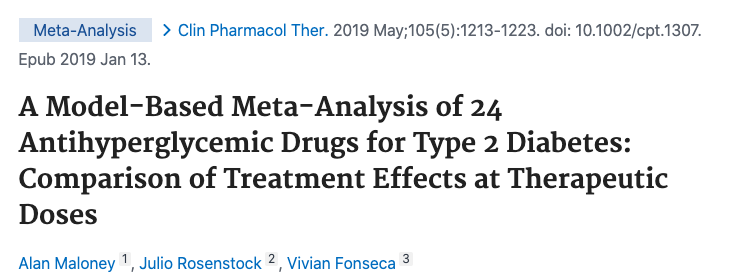 Meta-Analysis > Clin Pharmacol Ther. 2019 May;105(5):1213-1223. doi: 10.1002/cpt.1307.
Epub 2019 Jan 13.
A Model-Based Meta-Analysis of 24
Antihyperglycemic Drugs for Type 2 Diabetes:
Comparison of Treatment Effects at Therapeutic
Doses
Alan Maloney 1, Julio Rosenstock 2, Vivian Fonseca 3